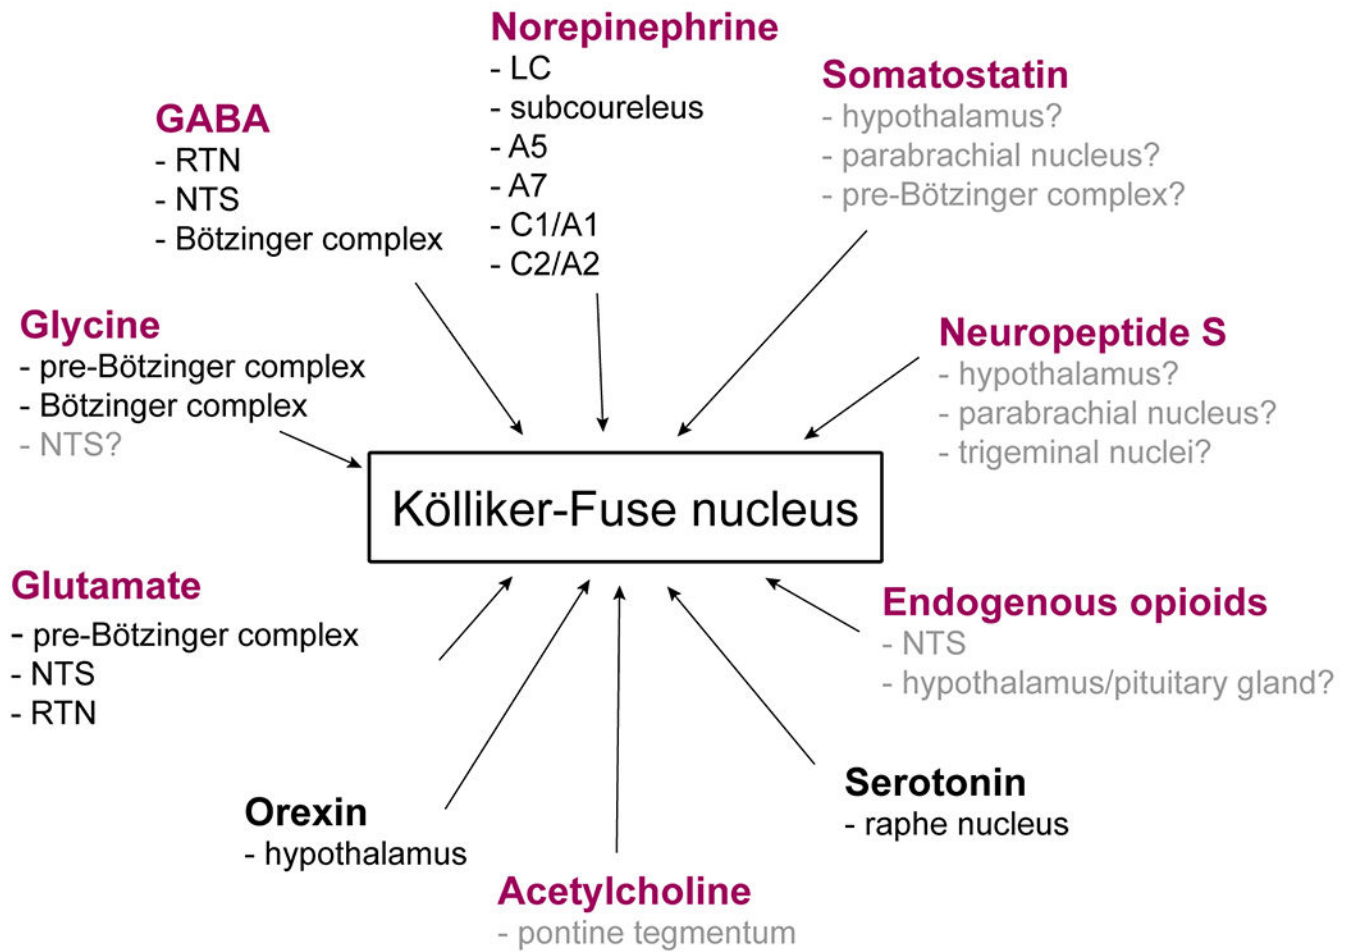 Norepinephrine
- LC
- subcoureleus
- A5
- A7
- C1/A1
- C2/A2
Somatostatin
- hypothalamus?
- parabrachial nucleus?
- pre-Bötzinger complex?
GABA
- RTN
- NTS
- Bötzinger complex
Glycine
- pre-Bötzinger complex
- Bötzinger complex
- NTS?
Neuropeptide S
- hypothalamus?
- parabrachial nucleus?
- trigeminal nuclei?
Kölliker-Fuse nucleus
Glutamate
- pre-Bötzinger complex
- NTS
- RTN
Endogenous opioids
- NTS
- hypothalamus/pituitary gland?
Orexin
- hypothalamus
Serotonin
- raphe nucleus
Acetylcholine
- pontine tegmentum